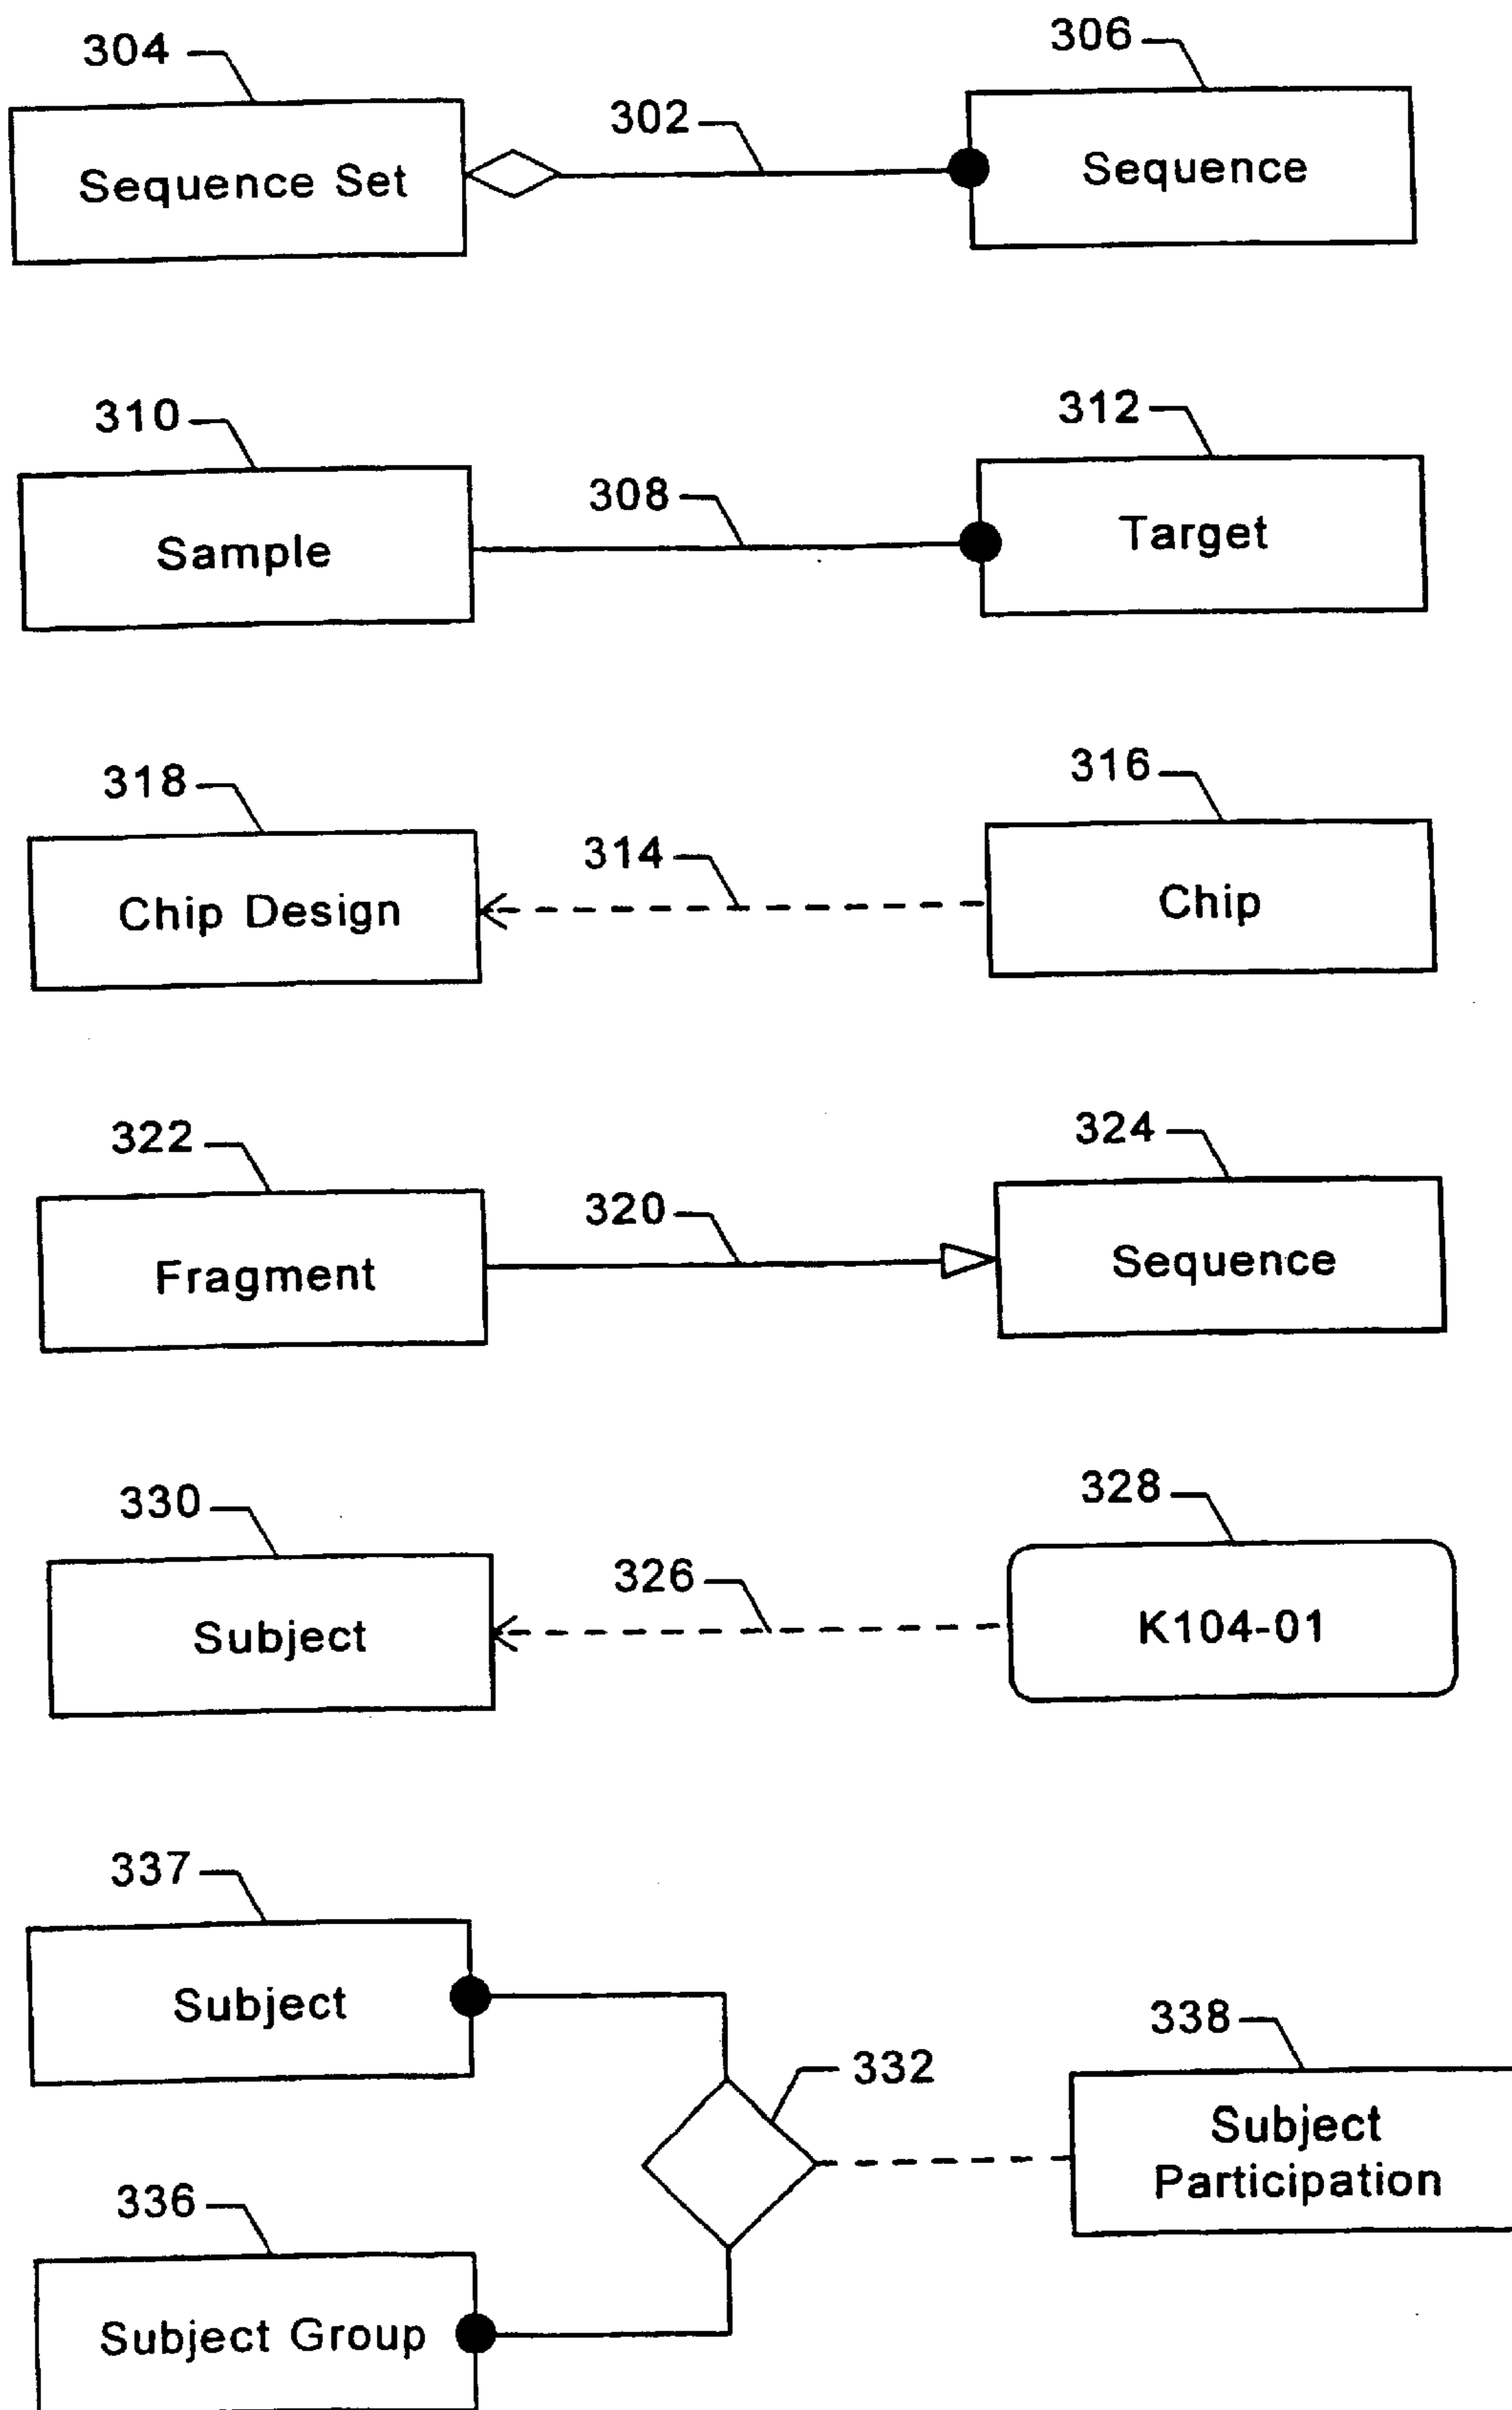 304
306
302
Sequence Set
Sequence
310
312
308
Sample
Target
318
316
314
Chip Design
Chip
322
324
320
Fragment
Sequence
330
328
326
Subject
K104-01
337
Subject
338
332
Subject
Participation
336
Subject Group